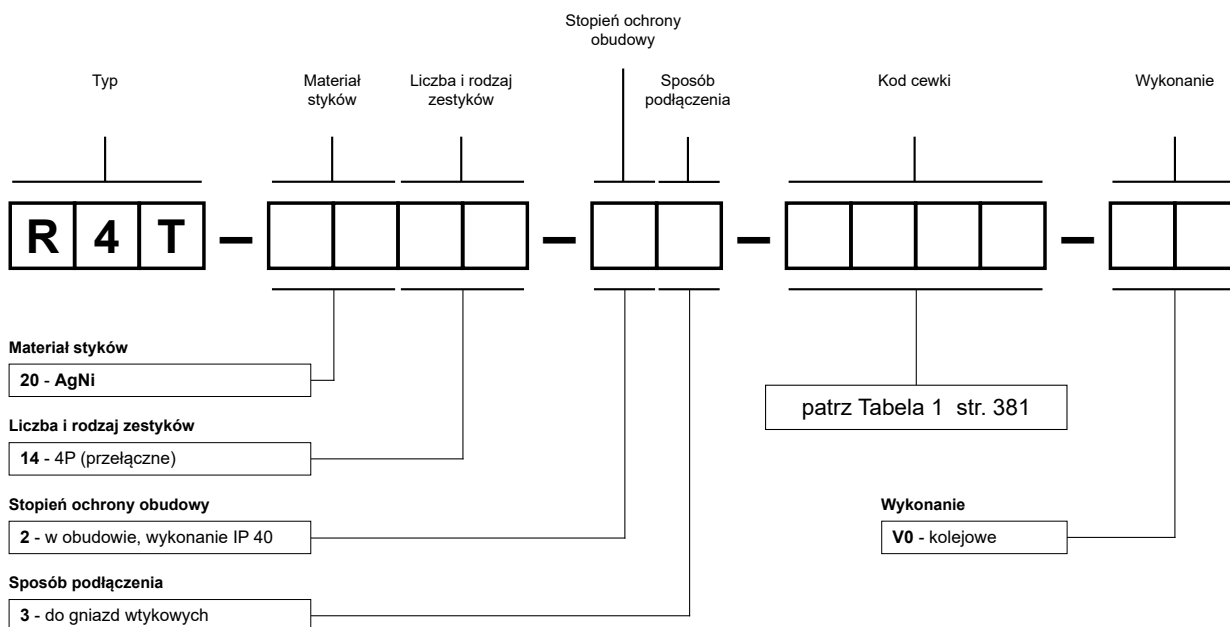 Stopień ochrony
obudowy
Typ
Materiał
styków
Liczba i rodzaj
zestyków
Sposób
podłączenia
Kod cewki
Wykonanie
R 4 T – – – –
Materiał styków
20 - AgNi
patrz Tabela 1 str. 381
Liczba i rodzaj zestyków
14 - 4P (przełączne)
Stopień ochrony obudowy
2 - w obudowie, wykonanie IP 40
Wykonanie
V0 - kolejowe
Sposób podłączenia
3 - do gniazd wtykowych